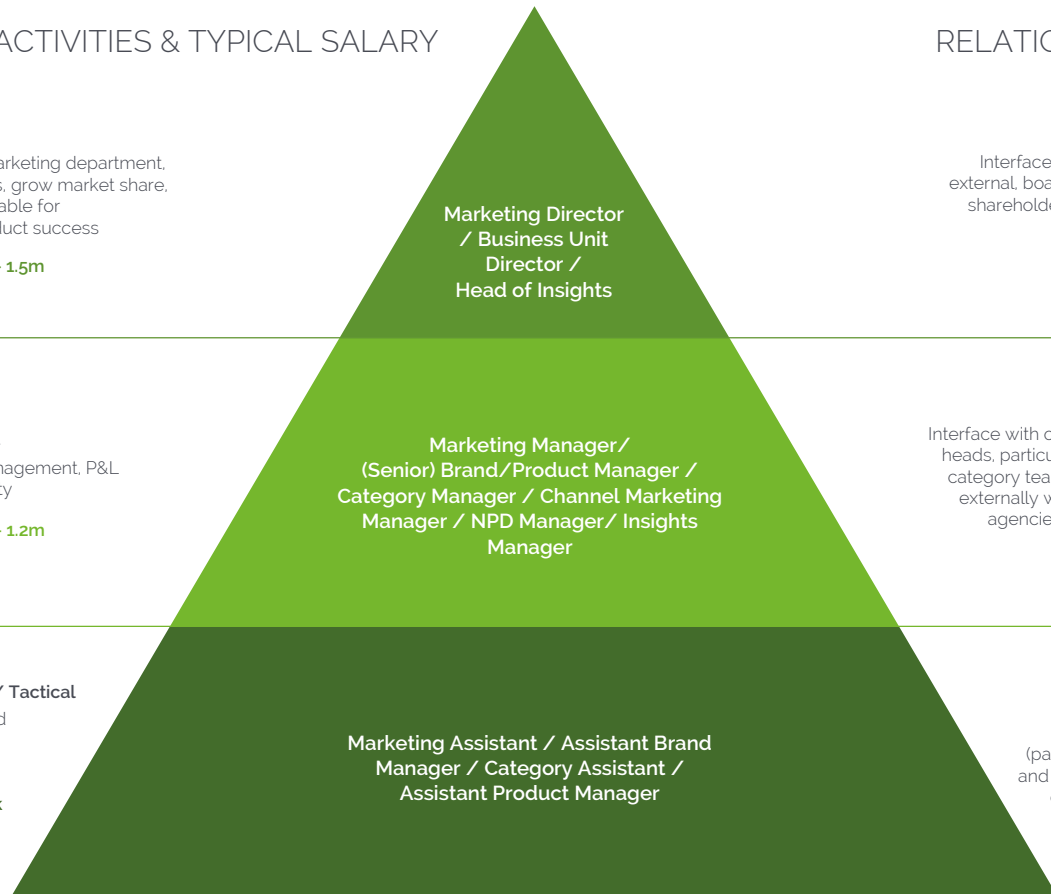 ACTIVITIES & TYPICAL SALARY
arketing department,
, grow market share,
able for
duct success
1.5m
nagement, P&L
ty
1.2m
/ Tactical
d
k
Marketing Director
/ Business Unit
Director /
Head of Insights
Marketing Manager/
(Senior) Brand/Product Manager /
Category Manager / Channel Marketing
Manager / NPD Manager/ Insights
Manager
Marketing Assistant / Assistant Brand
Manager / Category Assistant /
Assistant Product Manager
RELATIO
Interface
external, boa
shareholde
Interface with
heads, particu
category tea
externally
agencie
(pa
and